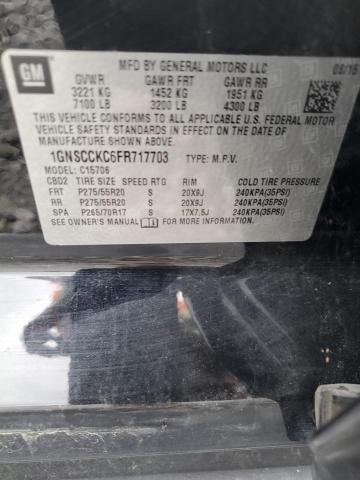 GM
MFD BY GENERAL MOTORS LLC 08/15
GVWR GAWR FRT GAWR RR
3221 KG 1452 KG 1951 KG
7100 LB 3200 LB 4300 LB
THIS VEHICLE CONFORMS TO ALL APPLICABLE
U.S. FEDERAL MOTOR VEHICLE
SAFETY STANDARDS IN EFFECT ON THE DATE OF
MANUFACTURE SHOWN ABOVE.
1GNSCCKC6FR717703 TYPE: M.P.V.
MODEL: C15706
CBD2 TIRE SIZE SPEED RTG RIM COLD TIRE PRESSURE
FRT P275/55R20 S 20X9J 240KPA(35PSI)
RR P275/55R20 S 20X9J 240KPA(35PSI)
SPA P265/70R17 S 17X7.5J 240KPA(35PSI)
SEE OWNER'S MANUAL FOR MORE
INFORMATION.